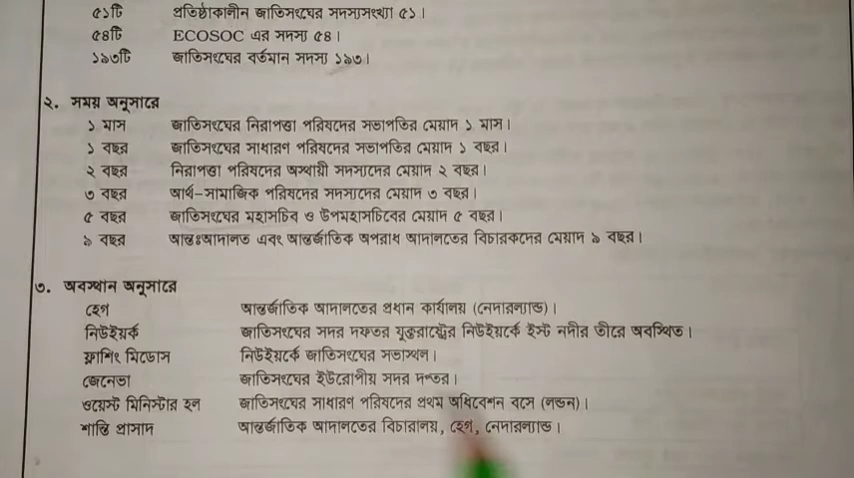 ৫১টি প্রতিষ্ঠাকালীন জাতিসংঘের সদস্যসংখ্যা ৫১।
৫৪টি ECOSOC এর সদস্য ৫৪।
১৯৩টি জাতিসংঘের বর্তমান সদস্য ১৯৩।
২. সময় অনুসারে
১ মাস জাতিসংঘের নিরাপত্তা পরিষদের সভাপতির মেয়াদ ১ মাস।
১ বছর জাতিসংঘের সাধারণ পরিষদের সভাপতির মেয়াদ ১ বছর।
২ বছর নিরাপত্তা পরিষদের অস্থায়ী সদস্যদের মেয়াদ ২ বছর।
৩ বছর আর্থ-সামাজিক পরিষদের সদস্যদের মেয়াদ ৩ বছর।
৫ বছর জাতিসংঘের মহাসচিব ও উপমহাসচিবের মেয়াদ ৫ বছর।
৯ বছর আন্তঃআদালত এবং আন্তর্জাতিক অপরাধ আদালতের বিচারকদের মেয়াদ ৯ বছর।
৩. অবস্থান অনুসারে
হেগ আন্তর্জাতিক আদালতের প্রধান কার্যালয় (নেদারল্যান্ড)।
নিউইয়র্ক জাতিসংঘের সদর দফতর যুক্তরাষ্ট্রের নিউইয়র্কে ইস্ট নদীর তীরে অবস্থিত।
ফ্লাশিং মিডোস নিউইয়র্কে জাতিসংঘের সভাস্থল।
জেনেভা জাতিসংঘের ইউরোপীয় সদর দপ্তর।
ওয়েস্ট মিনিস্টার হল জাতিসংঘের সাধারণ পরিষদের প্রথম অধিবেশন বসে (লন্ডন)।
শান্তি প্রাসাদ আন্তর্জাতিক আদালতের বিচারালয়, হেগ, নেদারল্যান্ড।